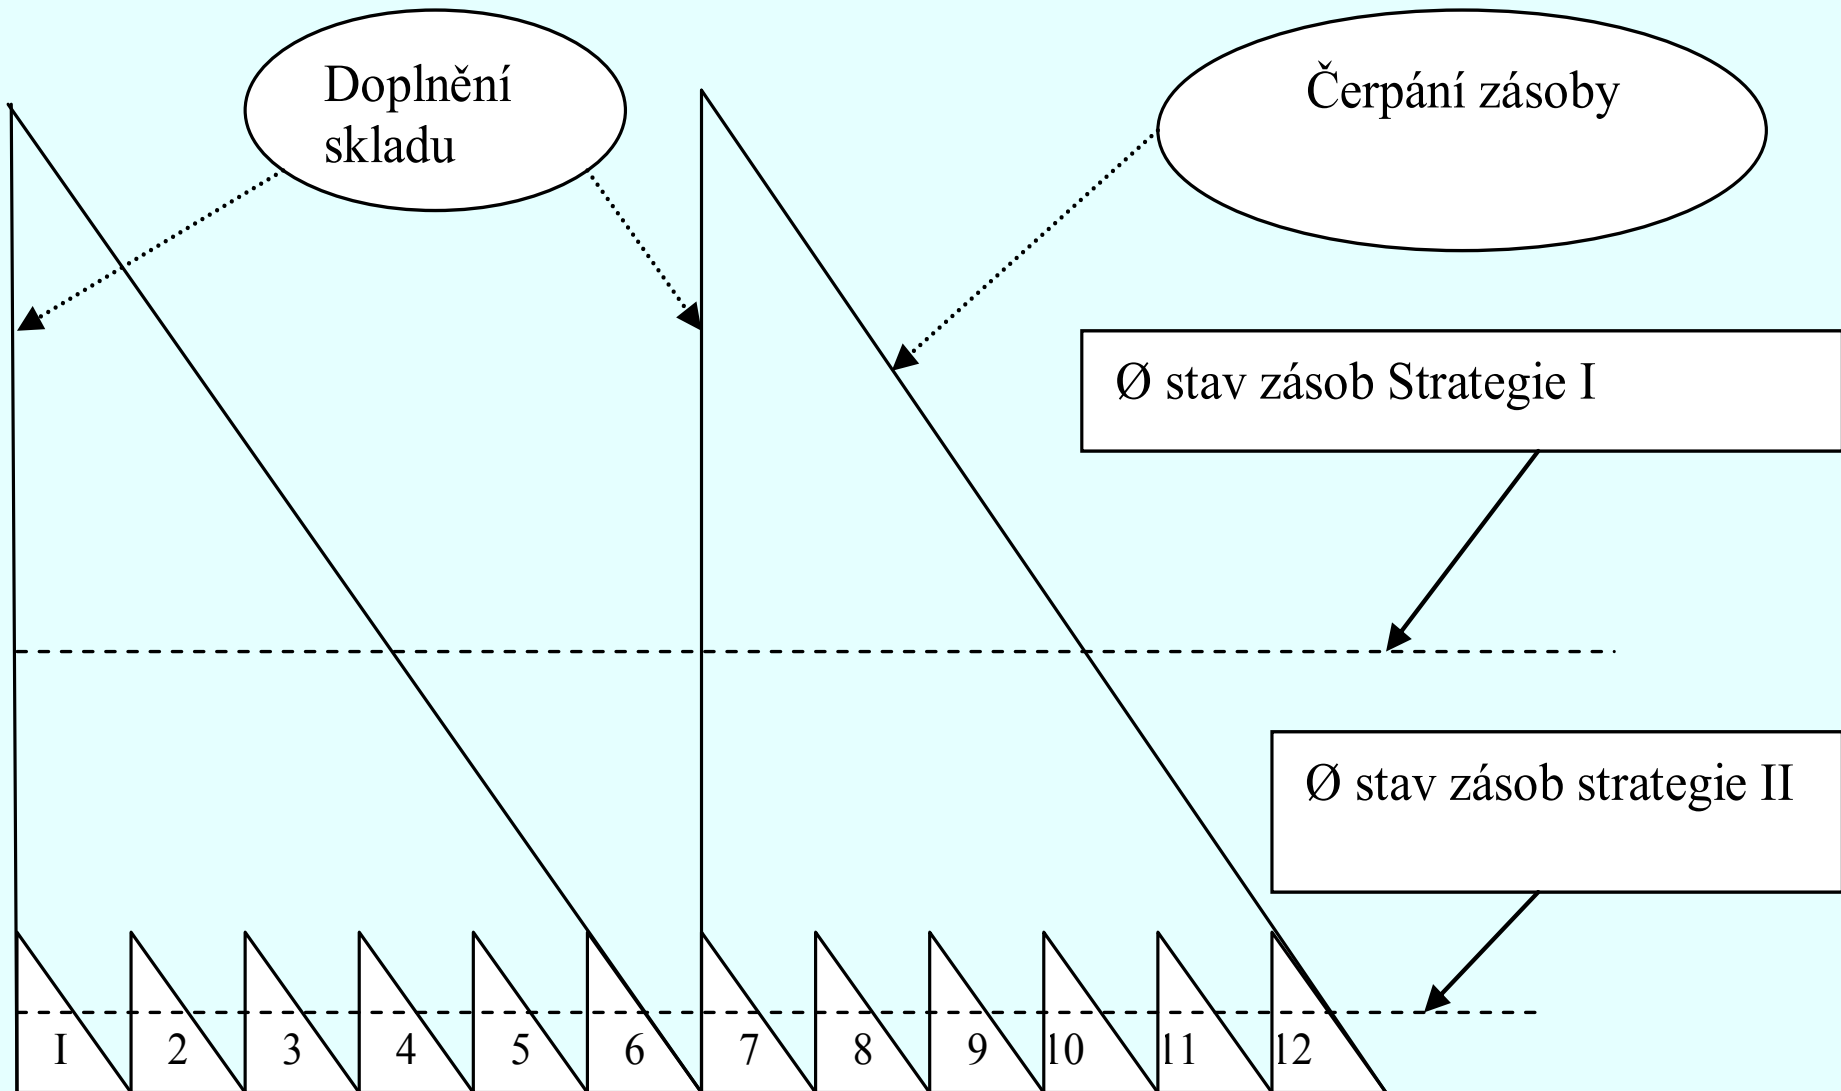 Doplnění
skladu
Čerpání zásoby
Ø stav zásob Strategie I
Ø stav zásob strategie II
I 2 3 4 5 6 7 8 9 10 11 12